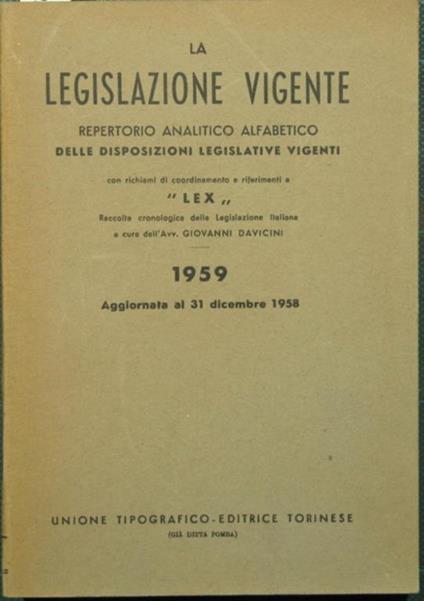 LA
LEGISLAZIONE VIGENTE
REPERTORIO ANALITICO ALFABETICO
DELLE DISPOSIZIONI LEGISLATIVE VIGENTI
con richiami di coordinamento e riferimenti a
" LEX „
Raccolta cronologica della Legislazione Italiana
a cura dell'Avv. GIOVANNI DAVICINI
1959
Aggiornata al 31 dicembre 1958
UNIONE TIPOGRAFICO-EDITRICE TORINESE
(GIÀ DITTA POMBA)